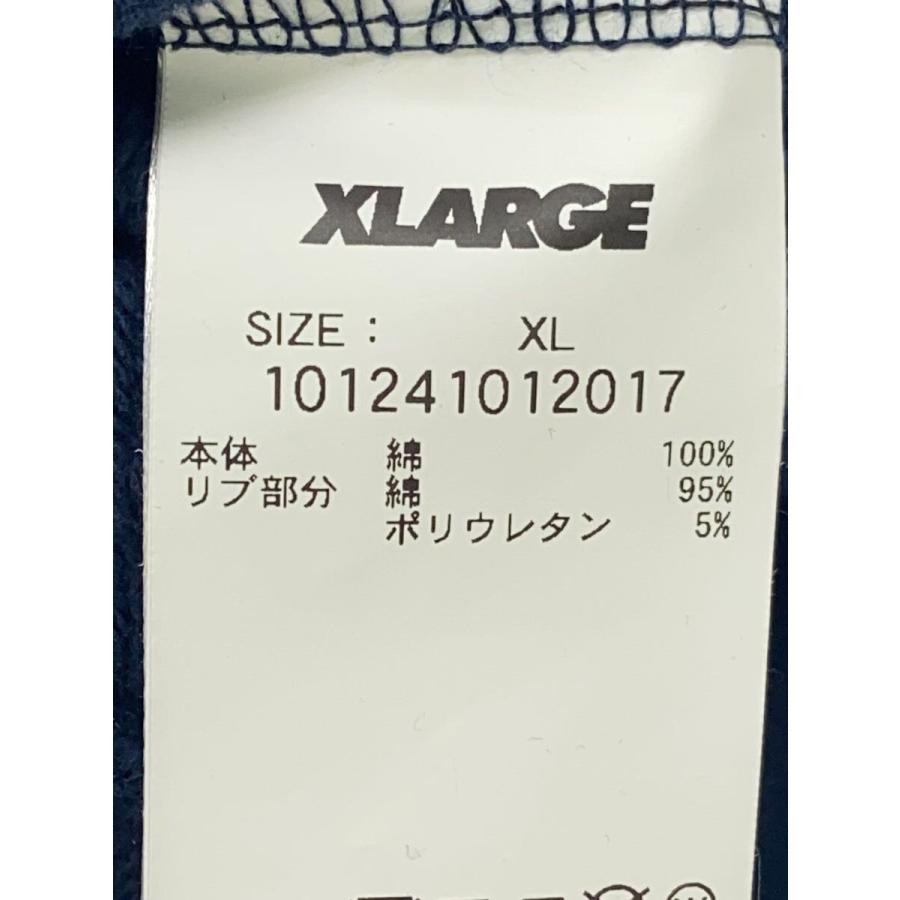 XLARGE
SIZE : XL
101241012017
本体 綿 100%
リブ部分 綿 95%
ポリウレタン 5%